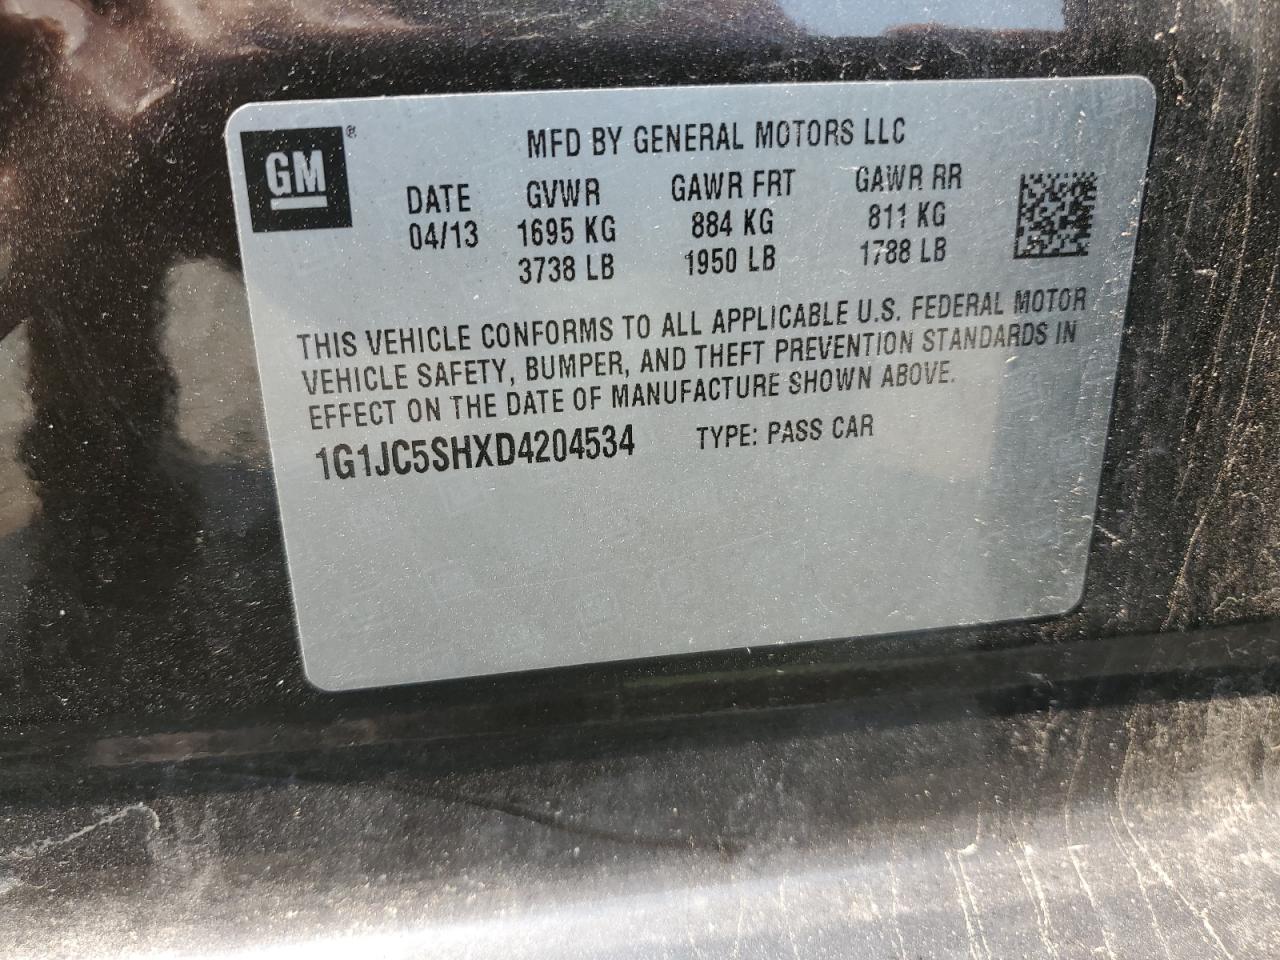 GM®
MFD BY GENERAL MOTORS LLC
DATE GVWR GAWR FRT GAWR RR
04/13 1695 KG 884 KG 811 KG
3738 LB 1950 LB 1788 LB
THIS VEHICLE CONFORMS TO ALL APPLICABLE U.S. FEDERAL MOTOR
VEHICLE SAFETY, BUMPER, AND THEFT PREVENTION STANDARDS IN
EFFECT ON THE DATE OF MANUFACTURE SHOWN ABOVE.
1G1JC5SHXD4204534 TYPE: PASS CAR